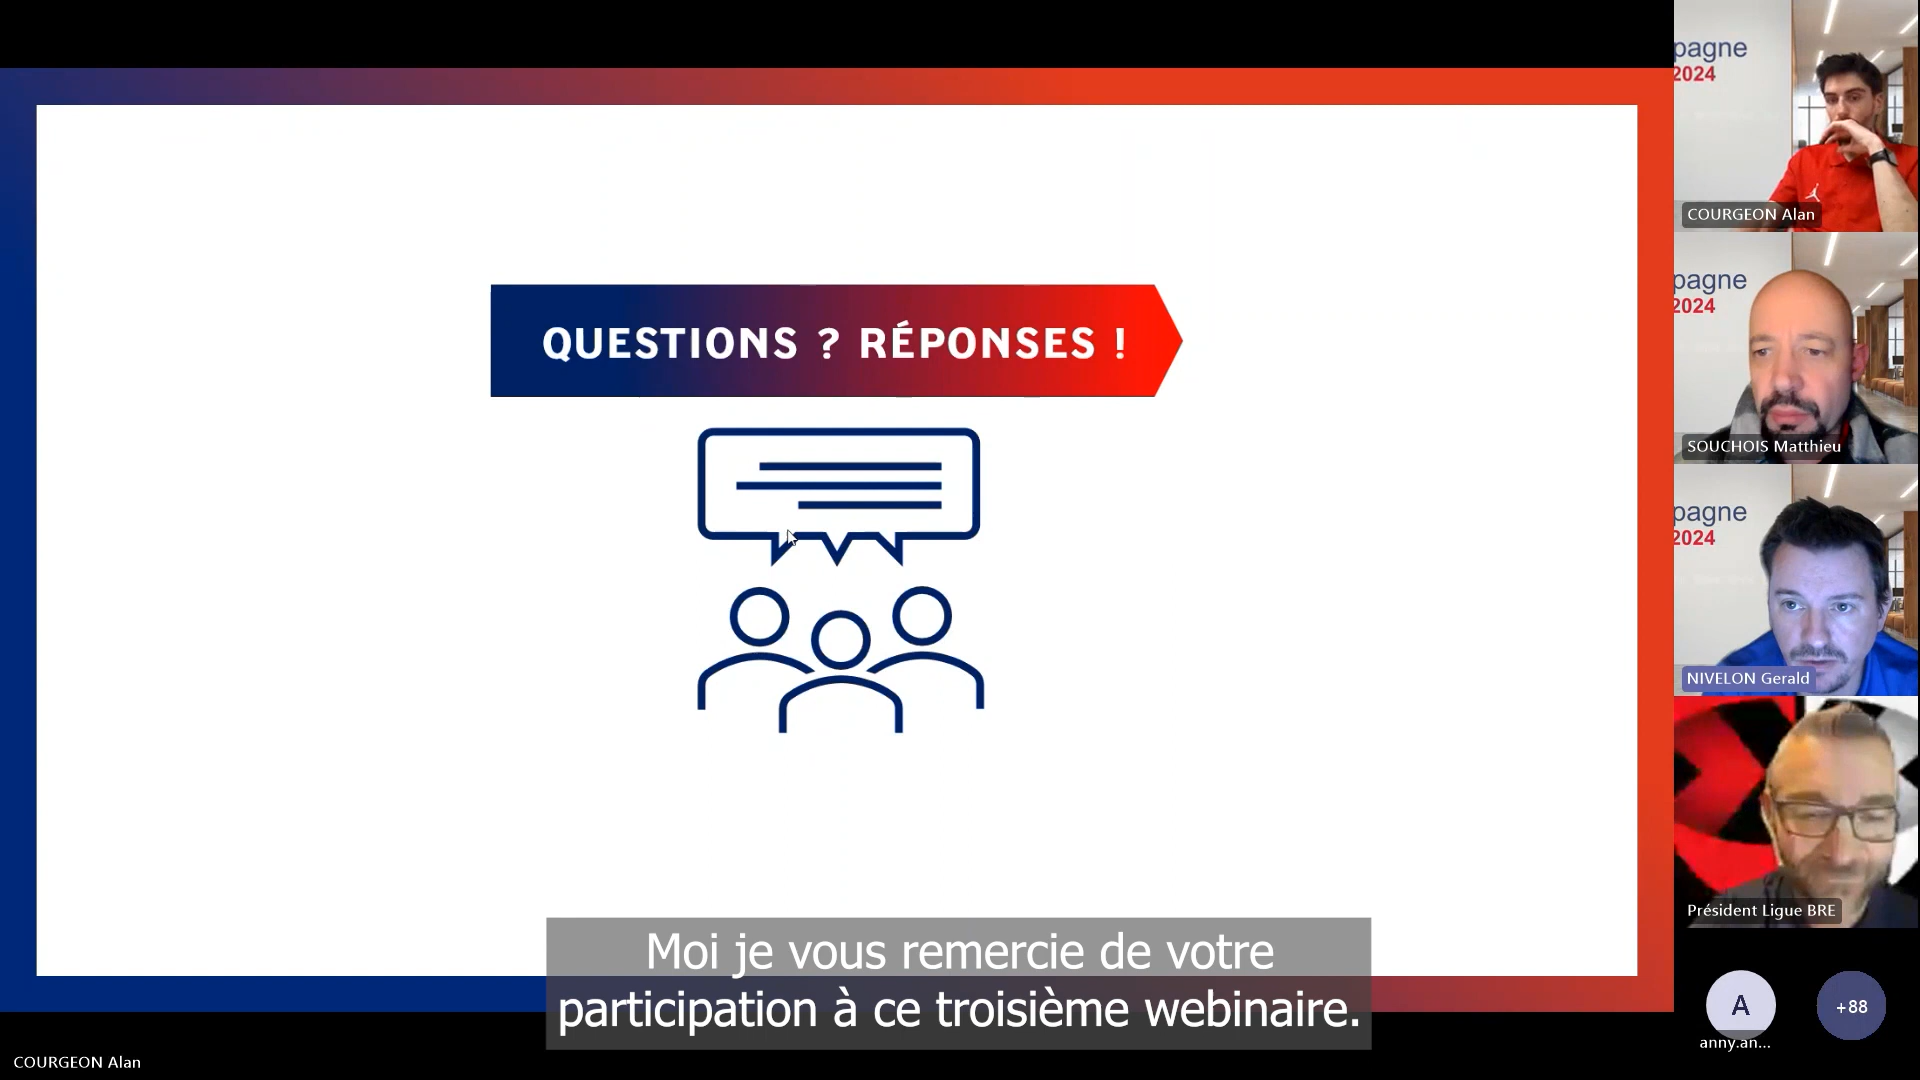 QUESTIONS ? RÉPONSES !
Moi je vous remercie de votre
participation à ce troisième webinaire.
COURGEON Alan
pagne
2024
COURGEON Alan
pagne
2024
SOUCHOIS Matthieu
pagne
2024
NIVELON Gerald
Président Ligue BRE
A
anny.an...
+88